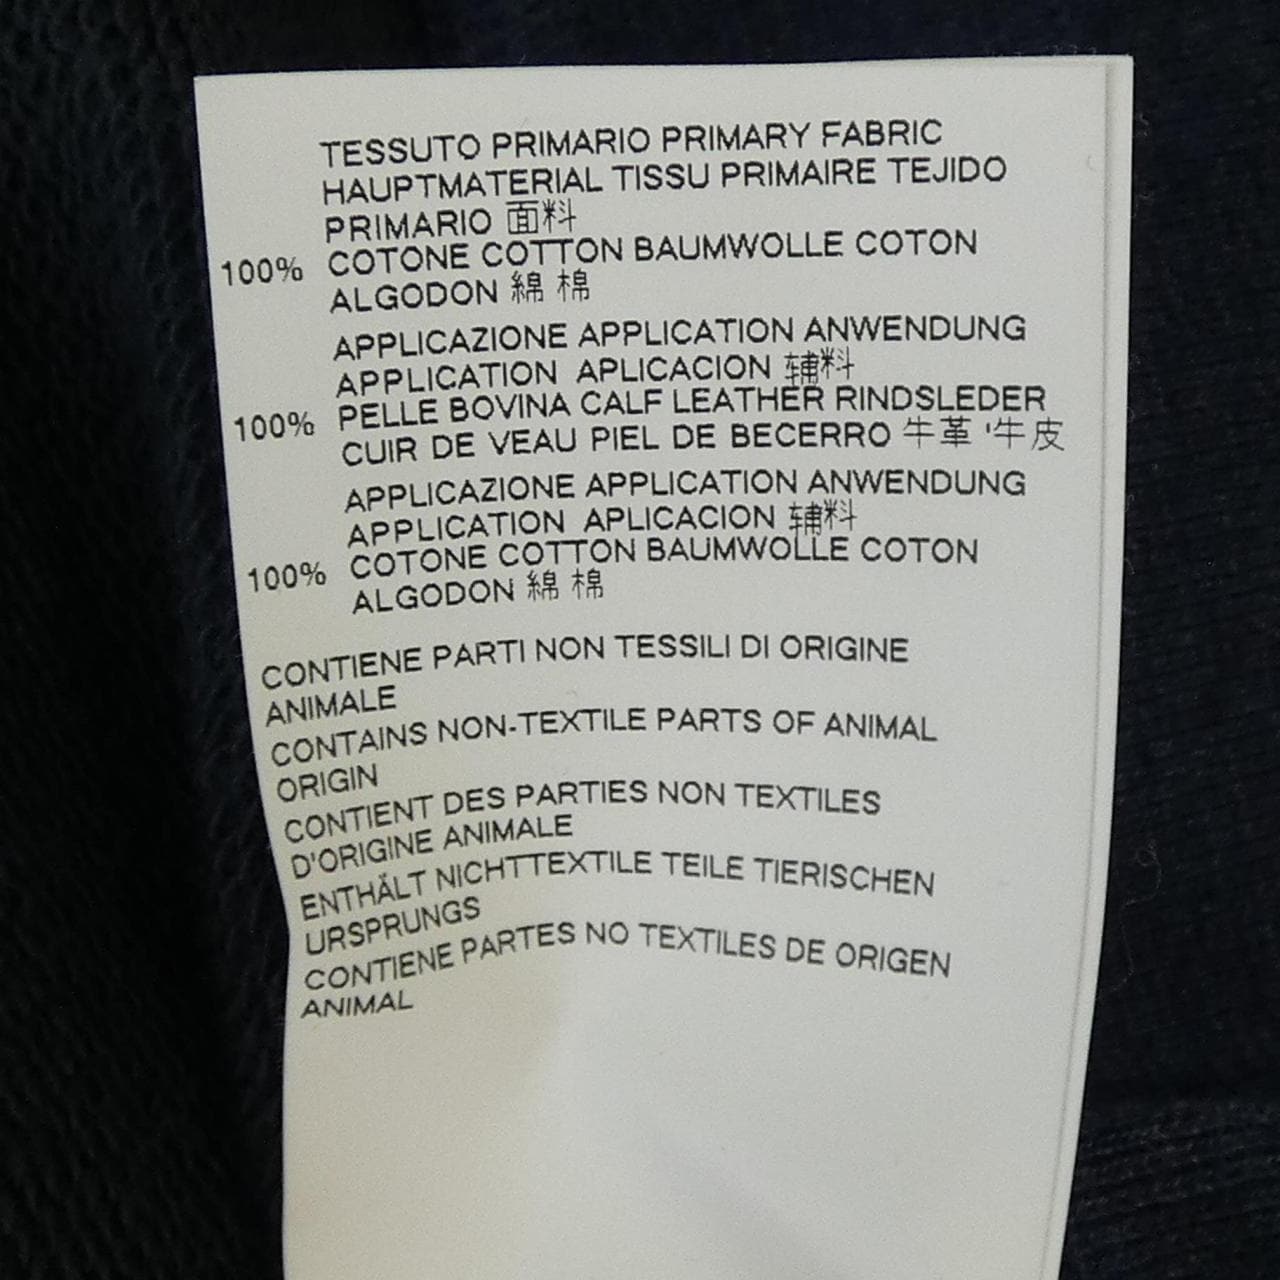 TESSUTO PRIMARIO PRIMARY FABRIC
HAUPTMATERIAL TISSU PRIMAIRE TEJIDO
PRIMARIO 面料
100% COTONE COTTON BAUMWOLLE COTON
ALGODON 綿 棉
APPLICAZIONE APPLICATION ANWENDUNG
APPLICATION APLICACION 辅料
100% PELLE BOVINA CALF LEATHER RINDSLEDER
CUIR DE VEAU PIEL DE BECERRO 牛革 '牛皮
APPLICAZIONE APPLICATION ANWENDUNG
APPLICATION APLICACION 辅料
100% COTONE COTTON BAUMWOLLE COTON
ALGODON 綿 棉
CONTIENE PARTI NON TESSILI DI ORIGINE
ANIMALE
CONTAINS NON-TEXTILE PARTS OF ANIMAL
ORIGIN
CONTIENT DES PARTIES NON TEXTILES
D'ORIGINE ANIMALE
ENTHÄLT NICHTTEXTILE TEILE TIERISCHEN
URSPRUNGS
CONTIENE PARTES NO TEXTILES DE ORIGEN
ANIMAL